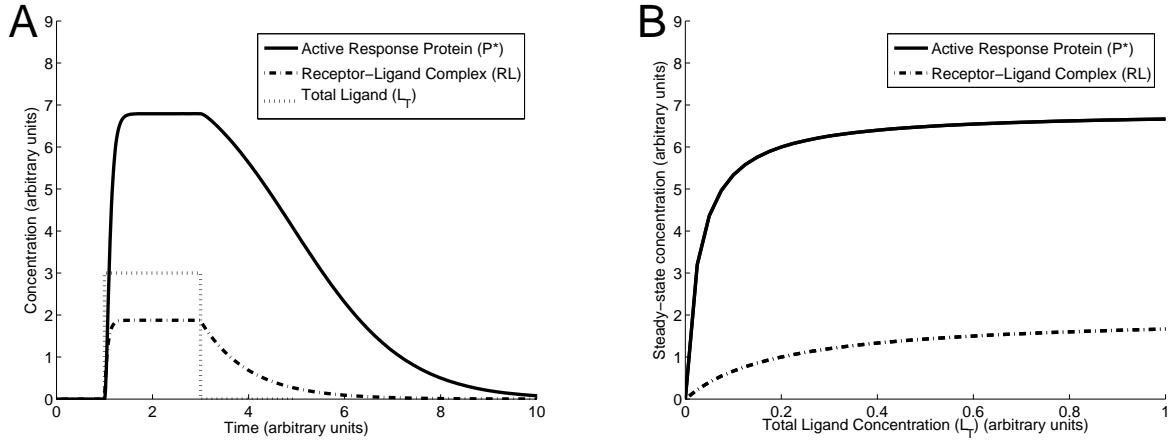 A
Concentration (arbitrary units)
9
8
7
6
5
4
3
2
1
0
0 2 4 6 8 10
Time (arbitrary units)
Active Response Protein (P*)
Receptor−Ligand Complex (RL)
Total Ligand (L_T)
B
Steady−state concentration (arbitrary units)
9
8
7
6
5
4
3
2
1
0
0 0.2 0.4 0.6 0.8 1
Total Ligand Concentration (L_T) (arbitrary units)
Active Response Protein (P*)
Receptor−Ligand Complex (RL)